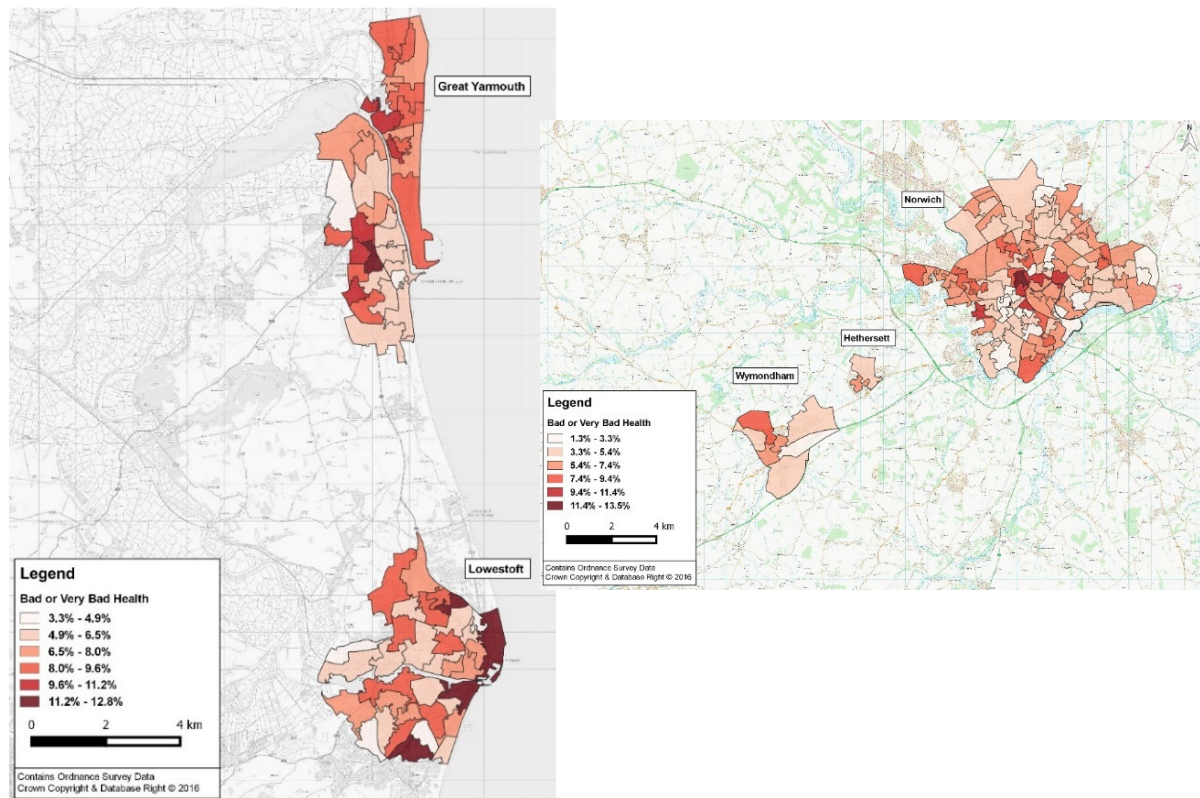 Great Yarmouth
Lowestoft
Legend
Bad or Very Bad Health
3.3% - 4.9%
4.9% - 6.5%
6.5% - 8.0%
8.0% - 9.6%
9.6% - 11.2%
11.2% - 12.8%
0 2 4 km
Contains Ordnance Survey Data
Crown Copyright & Database Right © 2016
N
Norwich
Hethersett
Wymondham
Legend
Bad or Very Bad Health
1.3% - 3.3%
3.3% - 5.4%
5.4% - 7.4%
7.4% - 9.4%
9.4% - 11.4%
11.4% - 13.5%
0 2 4 km
Contains Ordnance Survey Data
Crown Copyright & Database Right © 2016